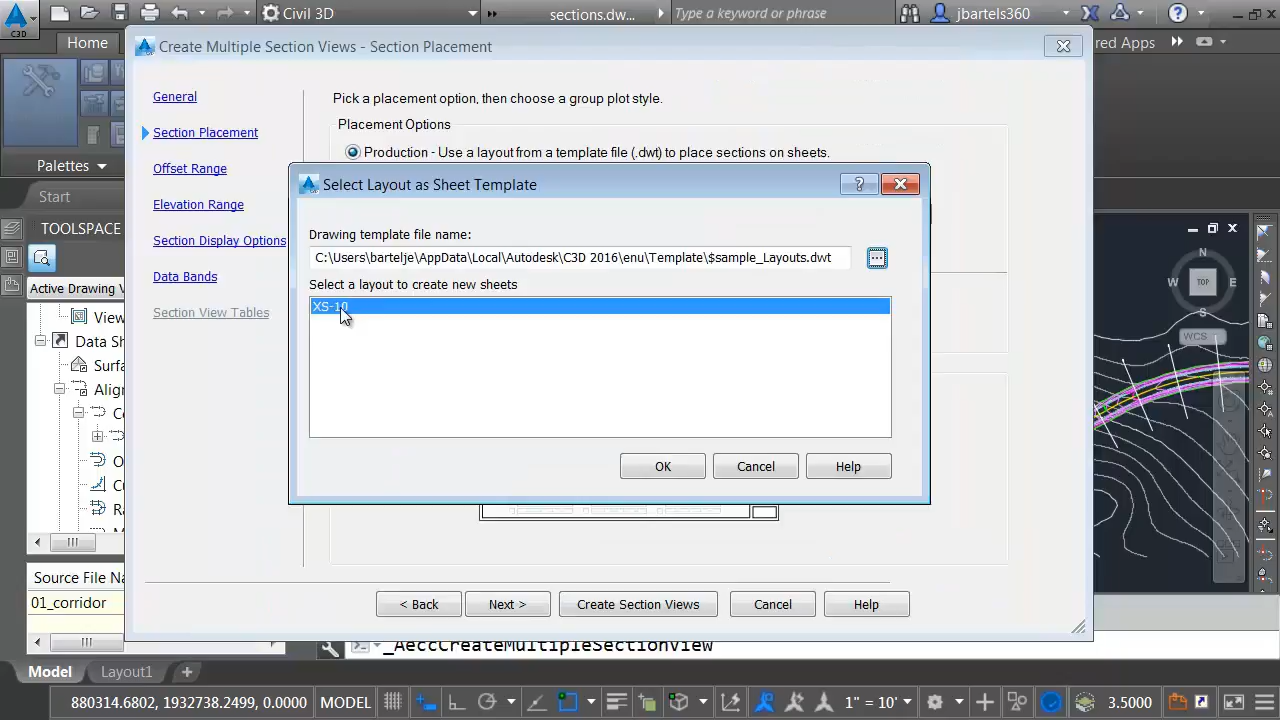 Civil 3D
sections.dw...
Type a keyword or phrase
jbartels360
C3D
Home
Create Multiple Section Views - Section Placement
red Apps
General
Section Placement
Offset Range
Elevation Range
Section Display Options
Data Bands
Section View Tables
Pick a placement option, then choose a group plot style.
Placement Options
Production - Use a layout from a template file (.dwt) to place sections on sheets.
Palettes
Start
TOOLSPACE
Active Drawing V
View
Data Sh
Surfa
Align
Select Layout as Sheet Template
Drawing template file name:
C:\Users\bartelje\AppData\Local\Autodesk\C3D 2016\enu\Template\$sample_Layouts.dwt
...
Select a layout to create new sheets
XS-10
OK
Cancel
Help
N
W
TOP
E
S
WCS
Source File Na
01_corridor
< Back
Next >
Create Section Views
Cancel
Help
_AeccCreateMultipleSectionView
Model
Layout1
+
880314.6802, 1932738.2499, 0.0000
MODEL
1" = 10'
3.5000